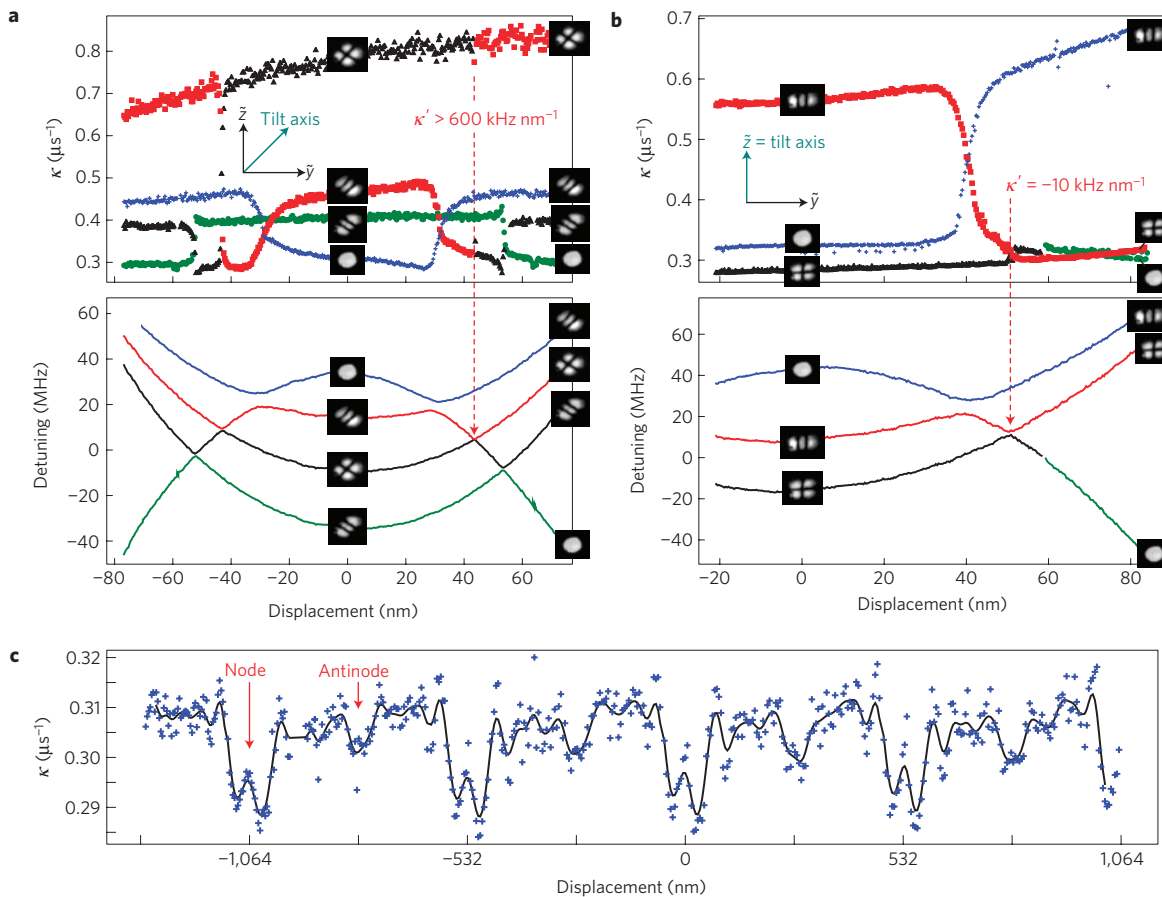 a
κ (μs⁻¹)
0.8
0.7
0.6
0.5
0.4
0.3
z̃
Tilt axis
ỹ
κ′ > 600 kHz nm⁻¹
Detuning (MHz)
60
40
20
0
−20
−40
−80 −60 −40 −20 0 20 40 60
Displacement (nm)
b
κ (μs⁻¹)
0.7
0.6
0.5
0.4
0.3
z̃ = tilt axis
ỹ
κ′ = −10 kHz nm⁻¹
Detuning (MHz)
60
40
20
0
−20
−40
−20 0 20 40 60 80
Displacement (nm)
c
κ (μs⁻¹)
0.32
0.31
0.30
0.29
Node
Antinode
−1,064 −532 0 532 1,064
Displacement (nm)